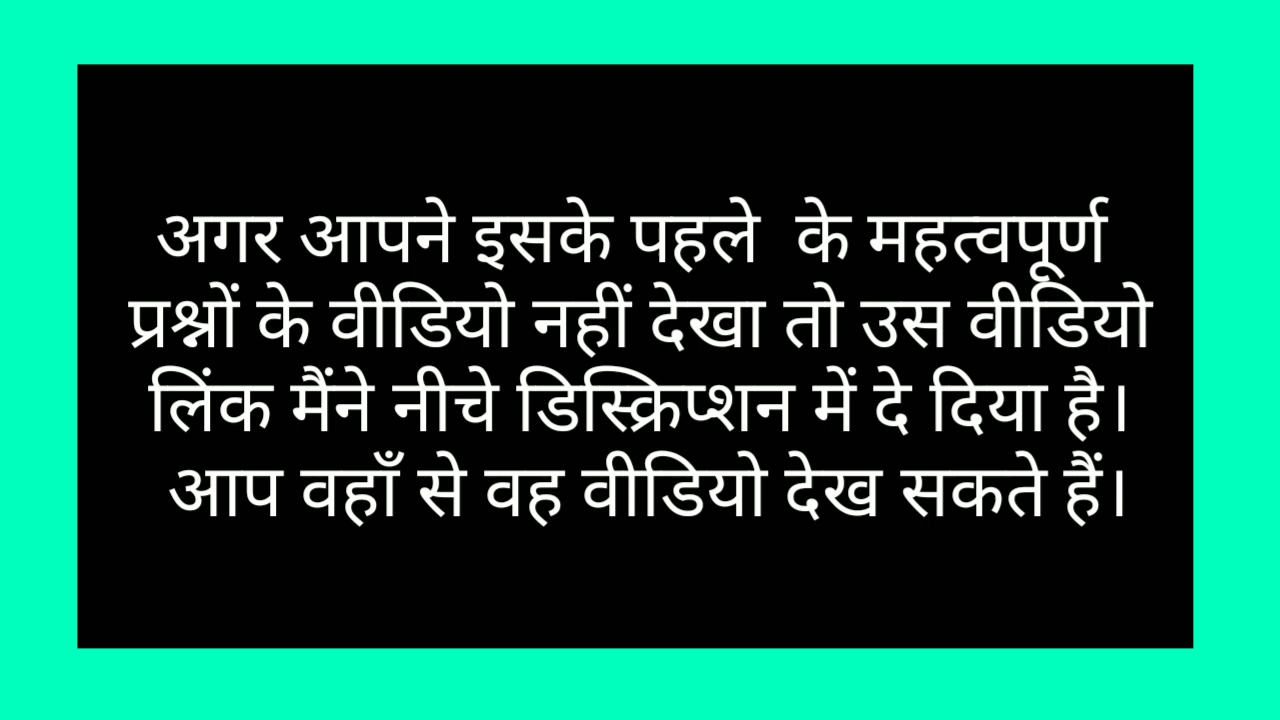 अगर आपने इसके पहले  के महत्वपूर्ण
प्रश्नों के वीडियो नहीं देखा तो उस वीडियो
लिंक मैंने नीचे डिस्क्रिप्शन में दे दिया है।
आप वहाँ से वह वीडियो देख सकते हैं।